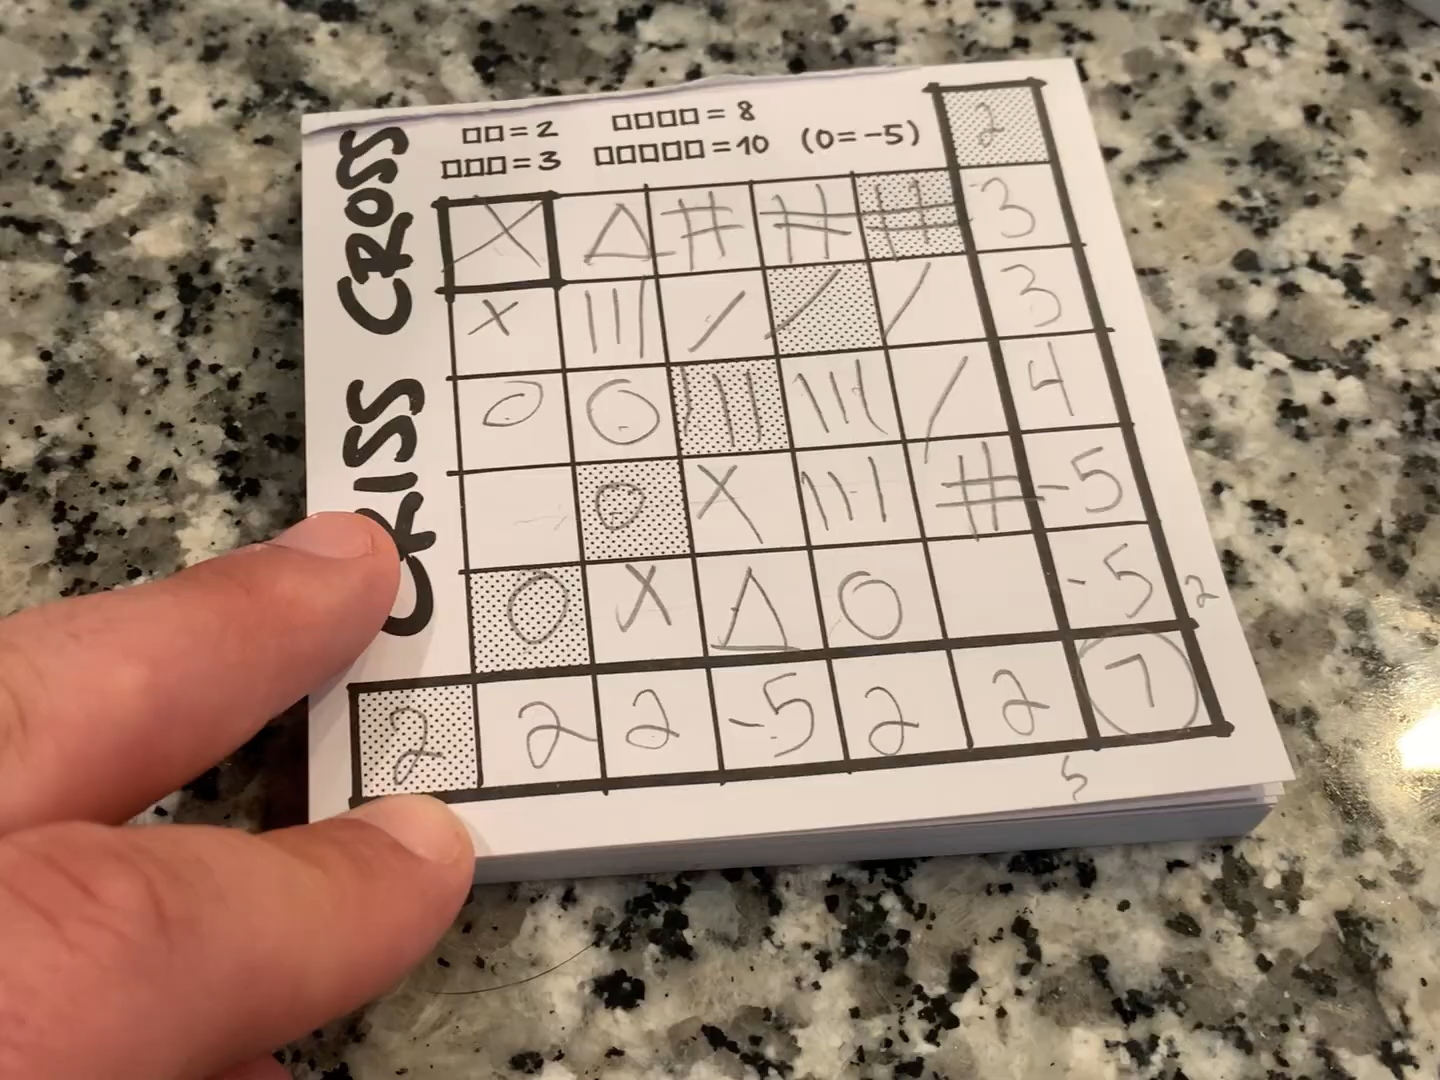 CRISS CROSS
□□ = 2 □□□□ = 8
□□□ = 3 □□□□□ = 10 (0 = -5)
2
X △ # # # 3
X ||| / / / 3
O O ||| ||| / 4
O X ||| # -5
O X △ O -5 2
2 2 2 -5 2 2 7
5